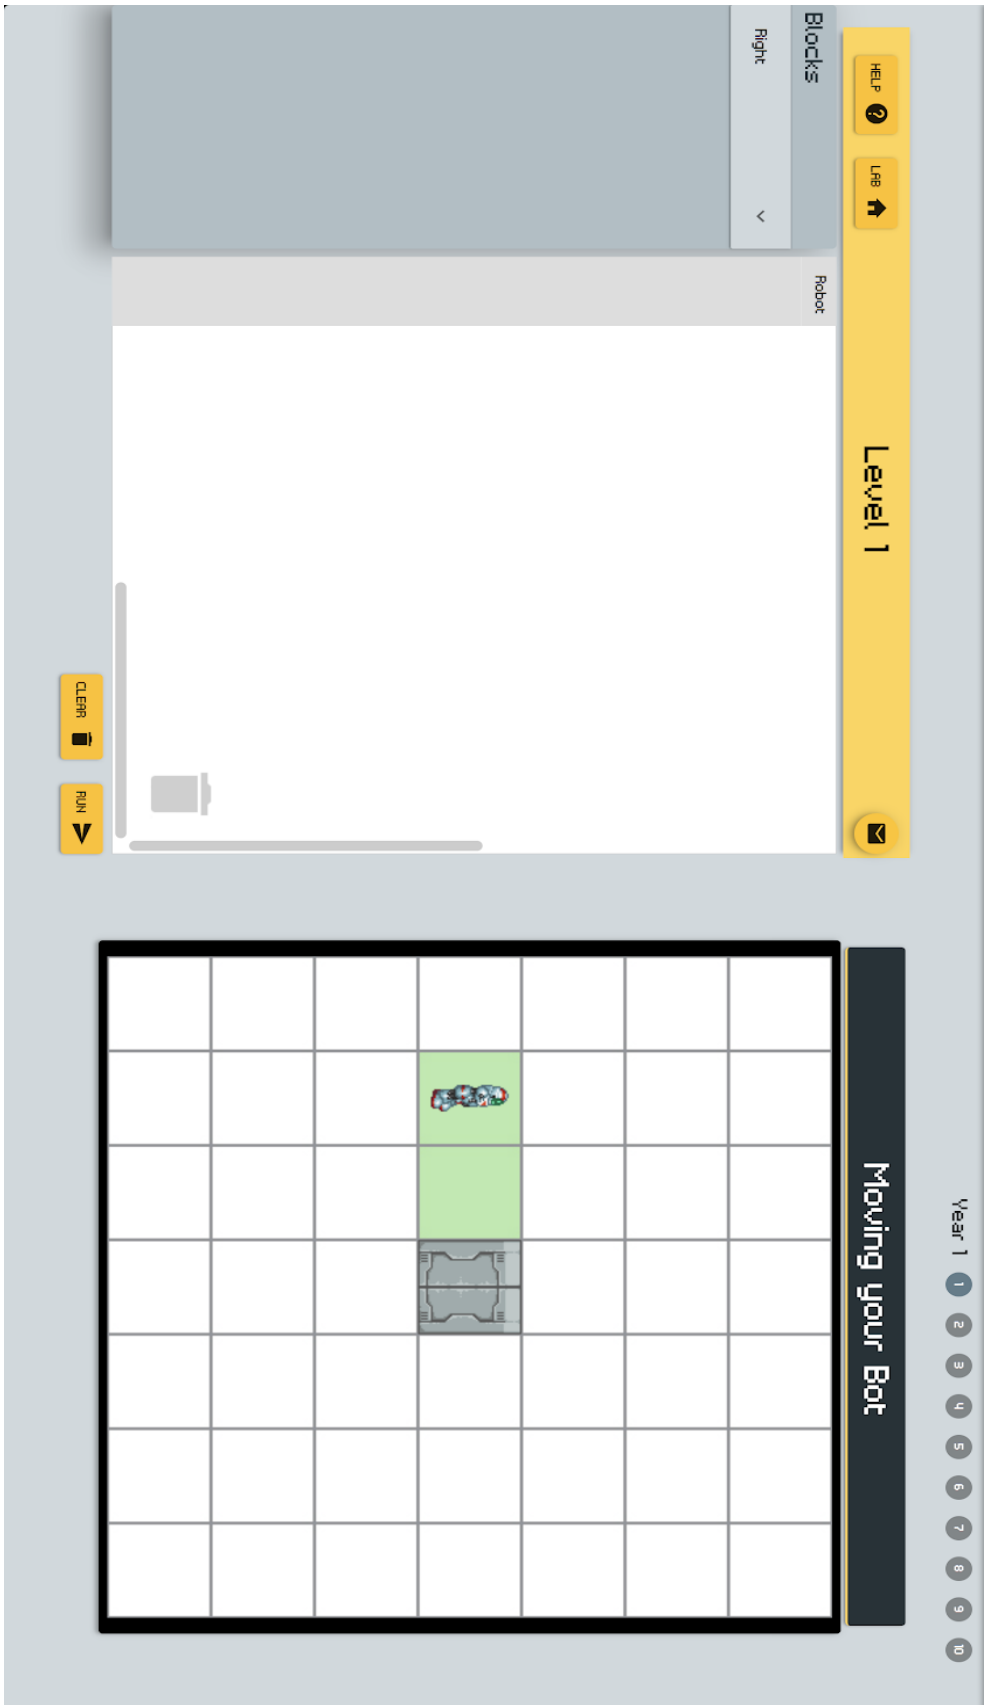 Year 1 1 2 3 4 5 6 7 8 9 10
HELP ? LAB
Level 1
Moving your Bot
Blocks
Robot
Right
CLEAR
RUN